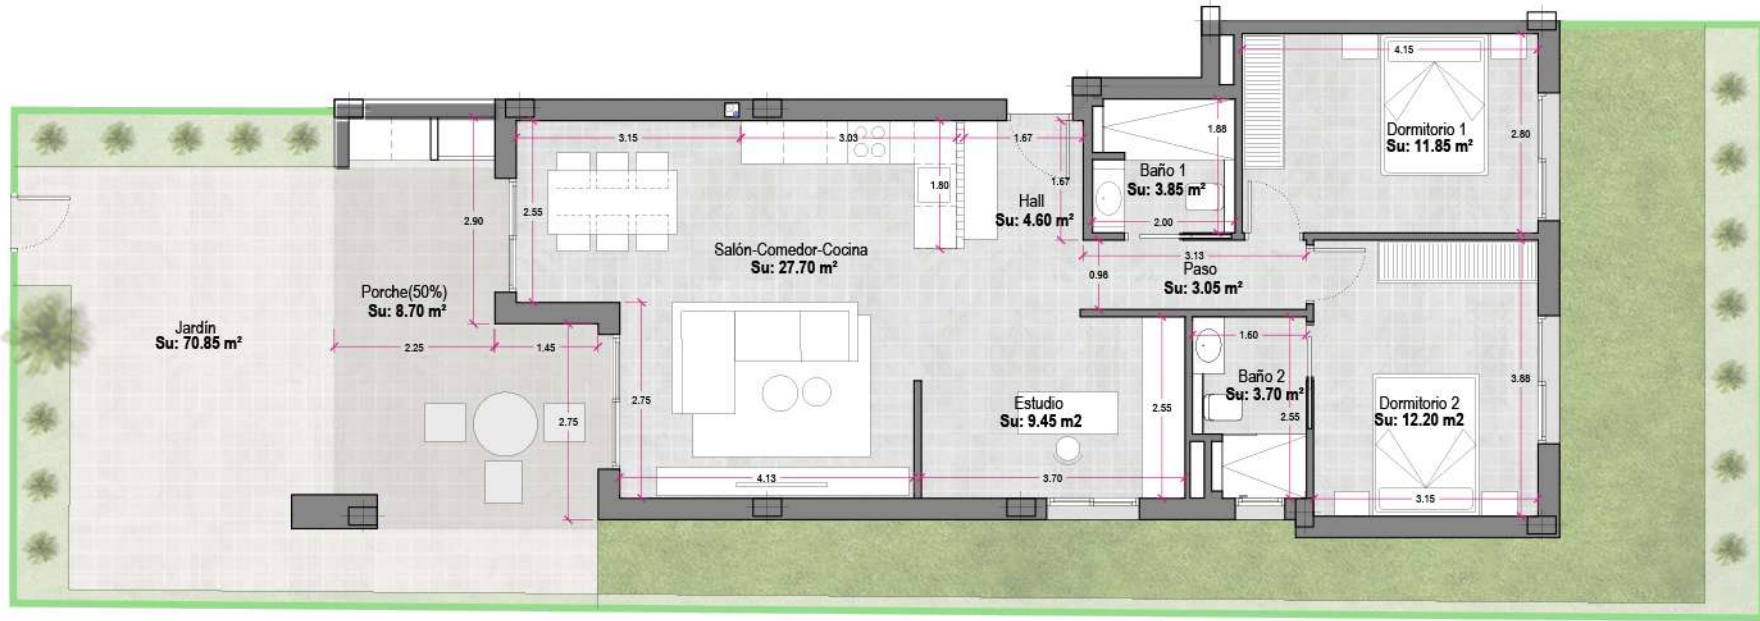 4.15
Dormitorio 1
Su: 11.85 m²
2.80
1.88
3.15
3.03
1.67
Baño 1
Su: 3.85 m²
1.67
1.80
Hall
Su: 4.60 m²
2.00
2.90
2.55
Salón-Comedor-Cocina
Su: 27.70 m²
3.13
0.98
Paso
Su: 3.05 m²
Porche(50%)
Su: 8.70 m²
Jardín
Su: 70.85 m²
2.25
1.45
1.60
Baño 2
Su: 3.70 m²
3.88
2.75
2.75
Estudio
Su: 9.45 m2
2.55
2.55
Dormitorio 2
Su: 12.20 m2
4.13
3.70
3.15